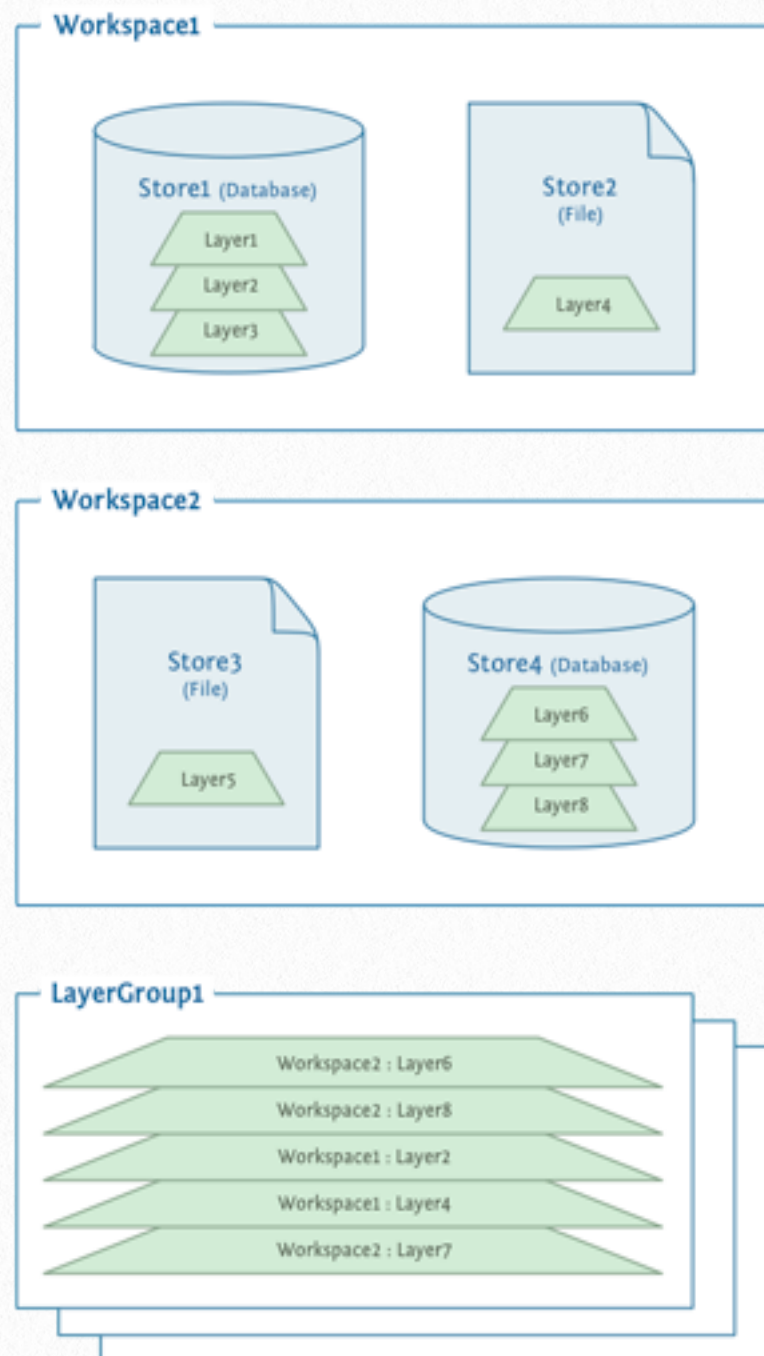 Workspace1
Store1 (Database)
Layer1
Layer2
Layer3
Store2
(File)
Layer4
Workspace2
Store3
(File)
Layer5
Store4 (Database)
Layer6
Layer7
Layer8
LayerGroup1
Workspace2 : Layer6
Workspace2 : Layer8
Workspace1 : Layer2
Workspace1 : Layer4
Workspace2 : Layer7